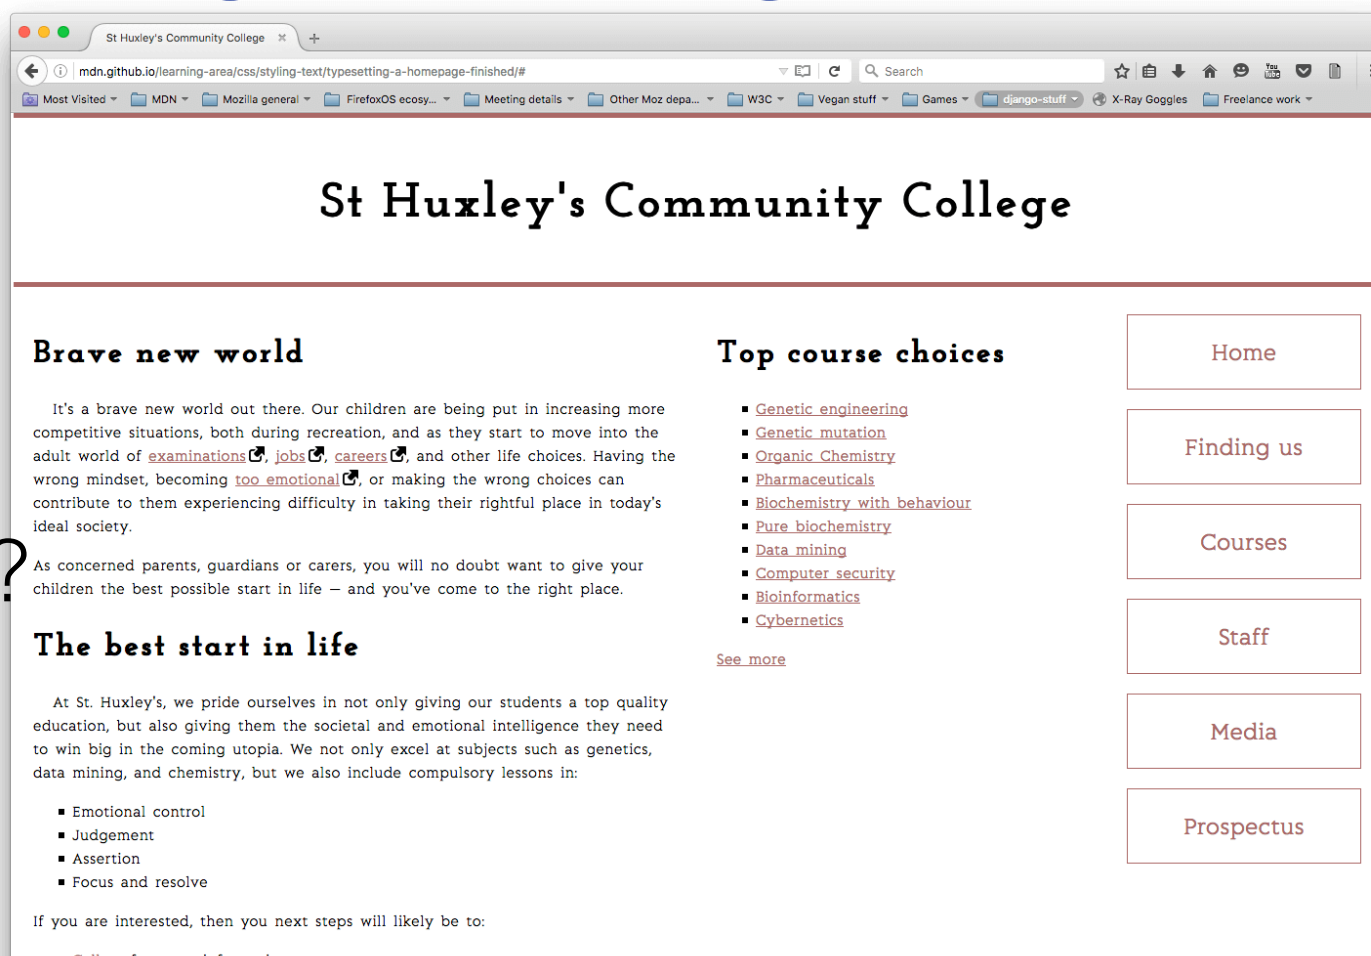 St Huxley's Community College
mdn.github.io/learning-area/css/styling-text/typesetting-a-homepage-finished/#
Search
You Tube
Most Visited
MDN
Mozilla general
FirefoxOS ecosy...
Meeting details
Other Moz depa...
W3C
Vegan stuff
Games
django-stuff
X-Ray Goggles
Freelance work
St Huxley's Community College
Brave new world
It's a brave new world out there. Our children are being put in increasing more
competitive situations, both during recreation, and as they start to move into the
adult world of examinations, jobs, careers, and other life choices. Having the
wrong mindset, becoming too emotional, or making the wrong choices can
contribute to them experiencing difficulty in taking their rightful place in today's
ideal society.
?
As concerned parents, guardians or carers, you will no doubt want to give your
children the best possible start in life — and you've come to the right place.
The best start in life
At St. Huxley's, we pride ourselves in not only giving our students a top quality
education, but also giving them the societal and emotional intelligence they need
to win big in the coming utopia. We not only excel at subjects such as genetics,
data mining, and chemistry, but we also include compulsory lessons in:
Emotional control
Judgement
Assertion
Focus and resolve
If you are interested, then you next steps will likely be to:
Top course choices
Genetic engineering
Genetic mutation
Organic Chemistry
Pharmaceuticals
Biochemistry with behaviour
Pure biochemistry
Data mining
Computer security
Bioinformatics
Cybernetics
See more
Home
Finding us
Courses
Staff
Media
Prospectus